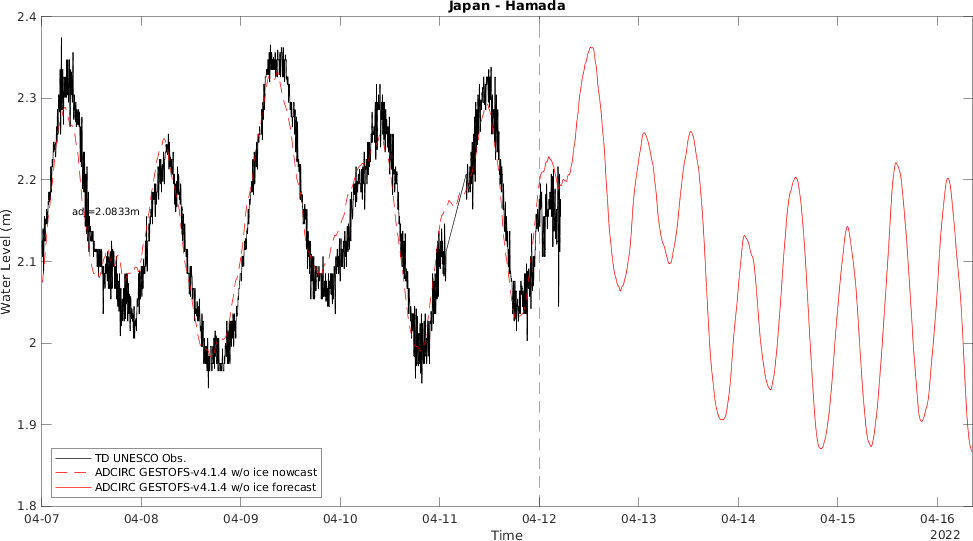 Japan - Hamada
2.4
2.3
2.2
2.1
2
1.9
1.8
Water Level (m)
adj=2.0833m
TD UNESCO Obs.
ADCIRC GESTOFS-v4.1.4 w/o ice nowcast
ADCIRC GESTOFS-v4.1.4 w/o ice forecast
04-07 04-08 04-09 04-10 04-11 04-12 04-13 04-14 04-15 04-16
Time
2022